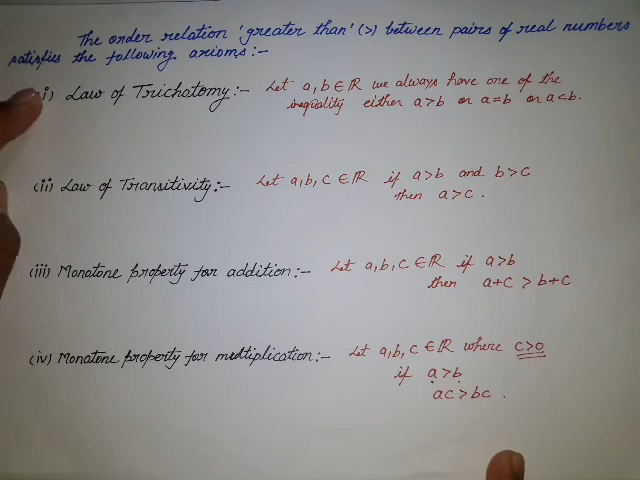 The order relation 'greater than' (>) between pairs of real numbers
satisfies the following axioms:-
i) Law of Trichatomy:- Let a, b ∈ ℝ we always have one of the
inequality either a>b or a=b or a<b.
(ii) Law of Transitivity:- Let a, b, c ∈ ℝ if a>b and b>c
then a>c.
(iii) Monotone property for addition:- Let a, b, c ∈ ℝ if a>b
then a+c > b+c
(iv) Monotone property for multiplication:- Let a, b, c ∈ ℝ where c>0
if a>b
ac>bc.